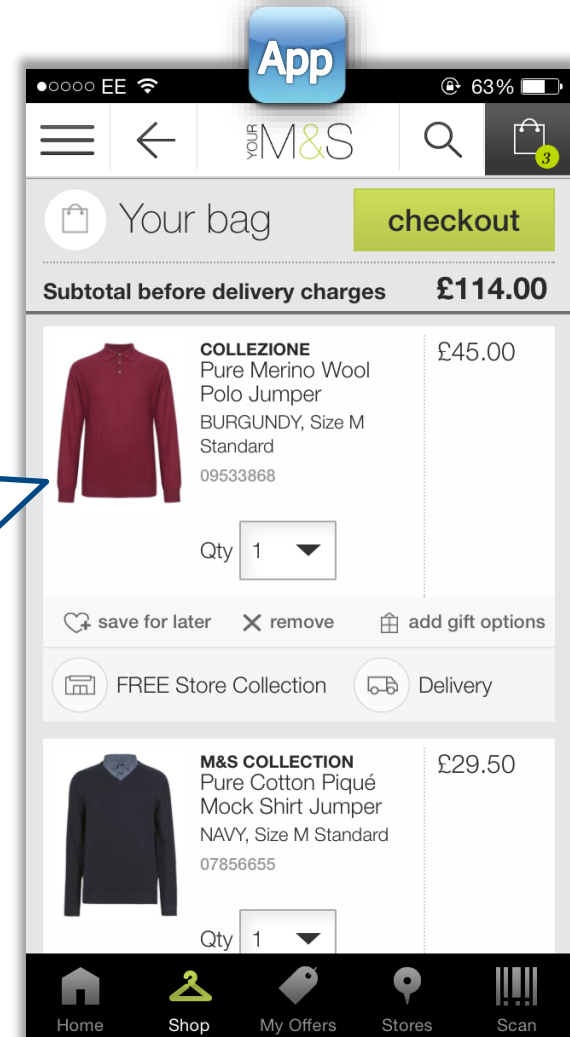 App
EE 63%
YOUR M&S 3
Your bag checkout
Subtotal before delivery charges £114.00
COLLEZIONE £45.00
Pure Merino Wool
Polo Jumper
BURGUNDY, Size M
Standard
09533868
Qty 1
save for later remove add gift options
FREE Store Collection Delivery
M&S COLLECTION £29.50
Pure Cotton Piqué
Mock Shirt Jumper
NAVY, Size M Standard
07856655
Qty 1
Home Shop My Offers Stores Scan